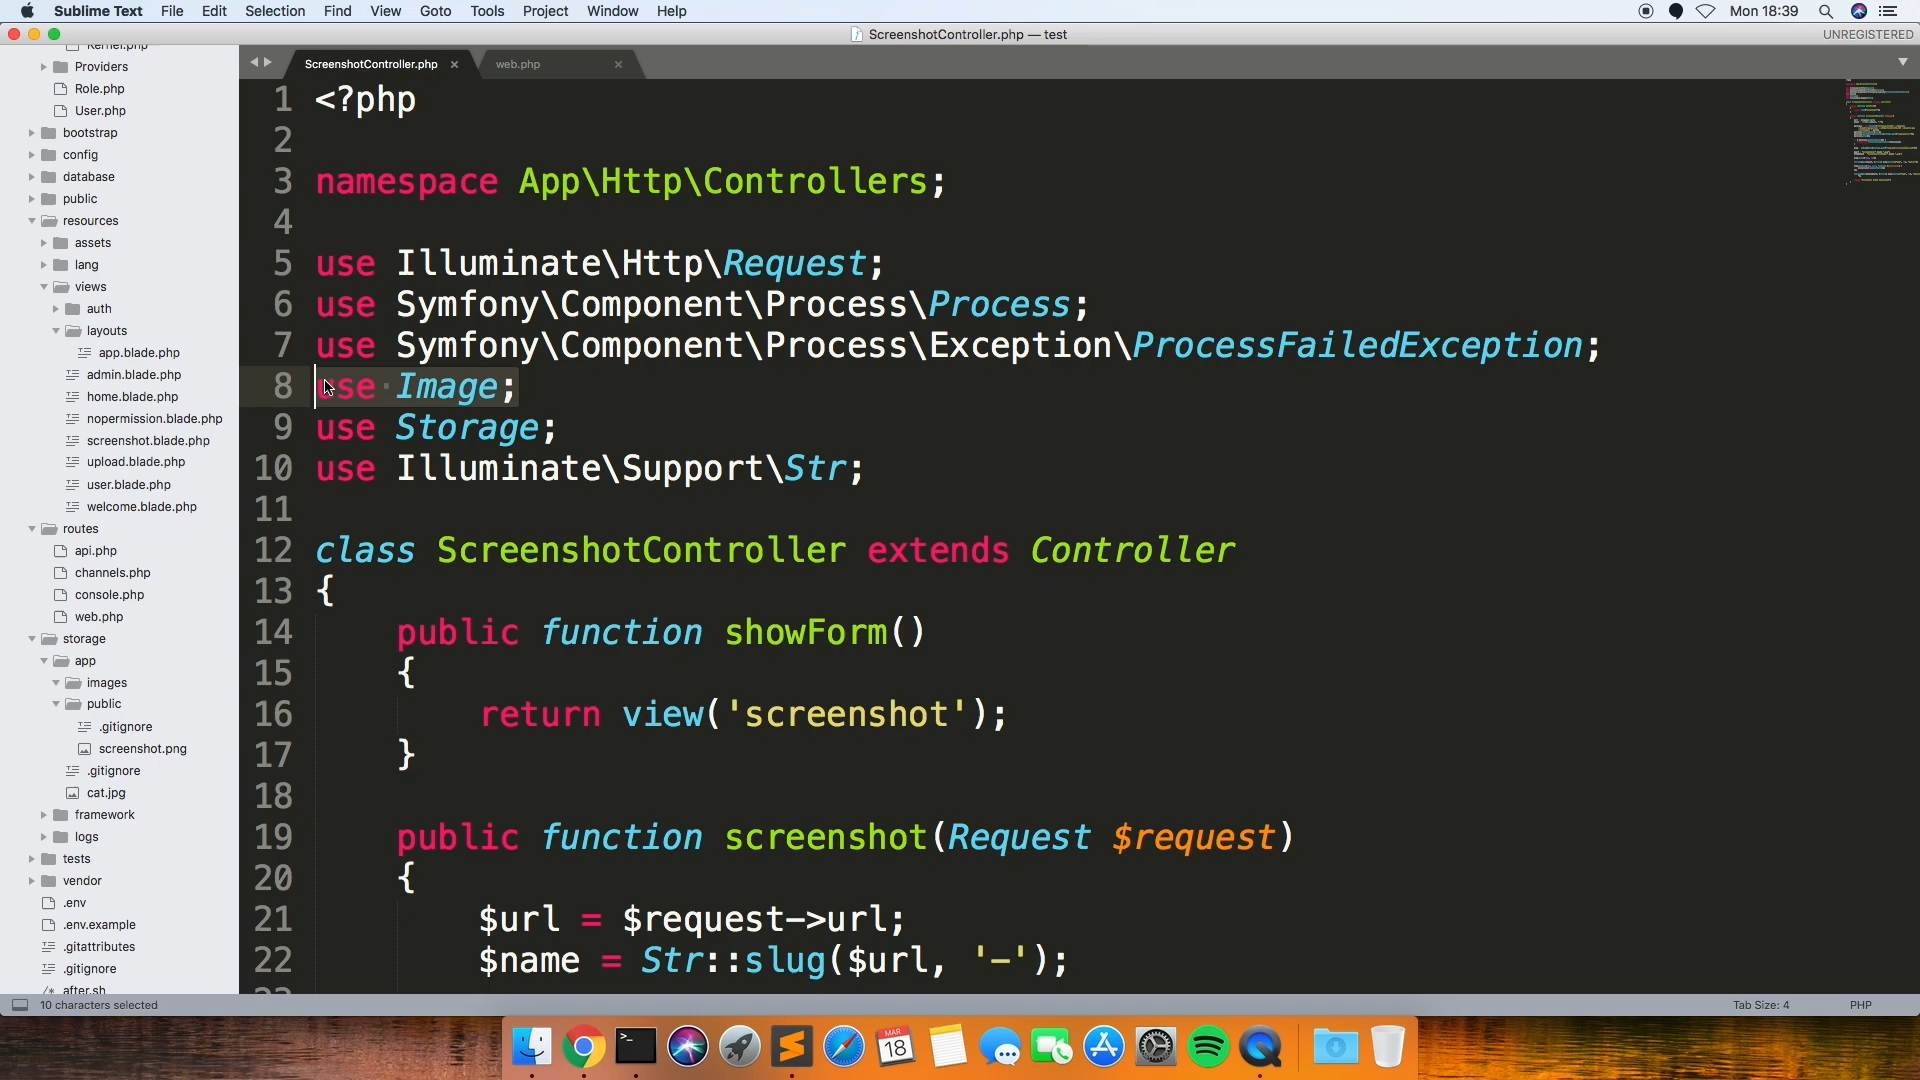 Sublime Text File Edit Selection Find View Goto Tools Project Window Help Mon 18:39
ScreenshotController.php — test UNREGISTERED
Kernel.php
Providers
Role.php
User.php
bootstrap
config
database
public
resources
assets
lang
views
auth
layouts
app.blade.php
admin.blade.php
home.blade.php
nopermission.blade.php
screenshot.blade.php
upload.blade.php
user.blade.php
welcome.blade.php
routes
api.php
channels.php
console.php
web.php
storage
app
images
public
.gitignore
screenshot.png
.gitignore
cat.jpg
framework
logs
tests
vendor
.env
.env.example
.gitattributes
.gitignore
after.sh
ScreenshotController.php web.php
1 <?php
2
3 namespace App\Http\Controllers;
4
5 use Illuminate\Http\Request;
6 use Symfony\Component\Process\Process;
7 use Symfony\Component\Process\Exception\ProcessFailedException;
8 use Image;
9 use Storage;
10 use Illuminate\Support\Str;
11
12 class ScreenshotController extends Controller
13 {
14 public function showForm()
15 {
16 return view('screenshot');
17 }
18
19 public function screenshot(Request $request)
20 {
21 $url = $request->url;
22 $name = Str::slug($url, '-');
23
10 characters selected Tab Size: 4 PHP
MAR
18